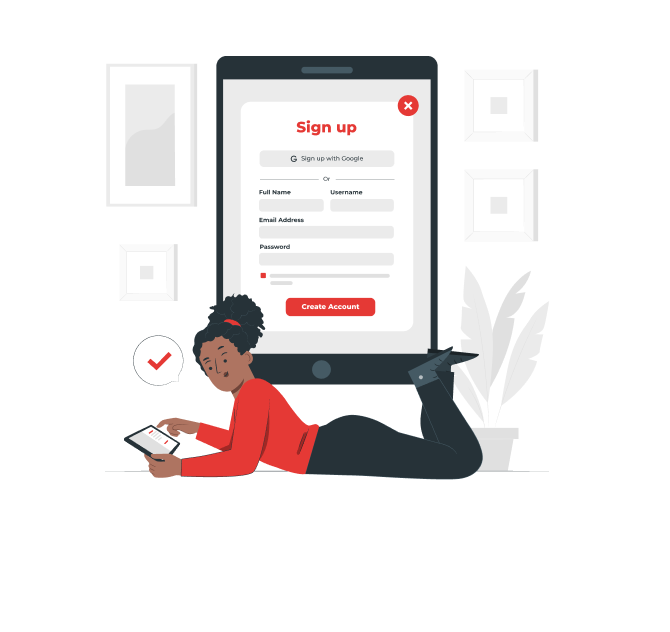 Sign up
G Sign up with Google
Or
Full Name Username
Email Address
Password
Create Account